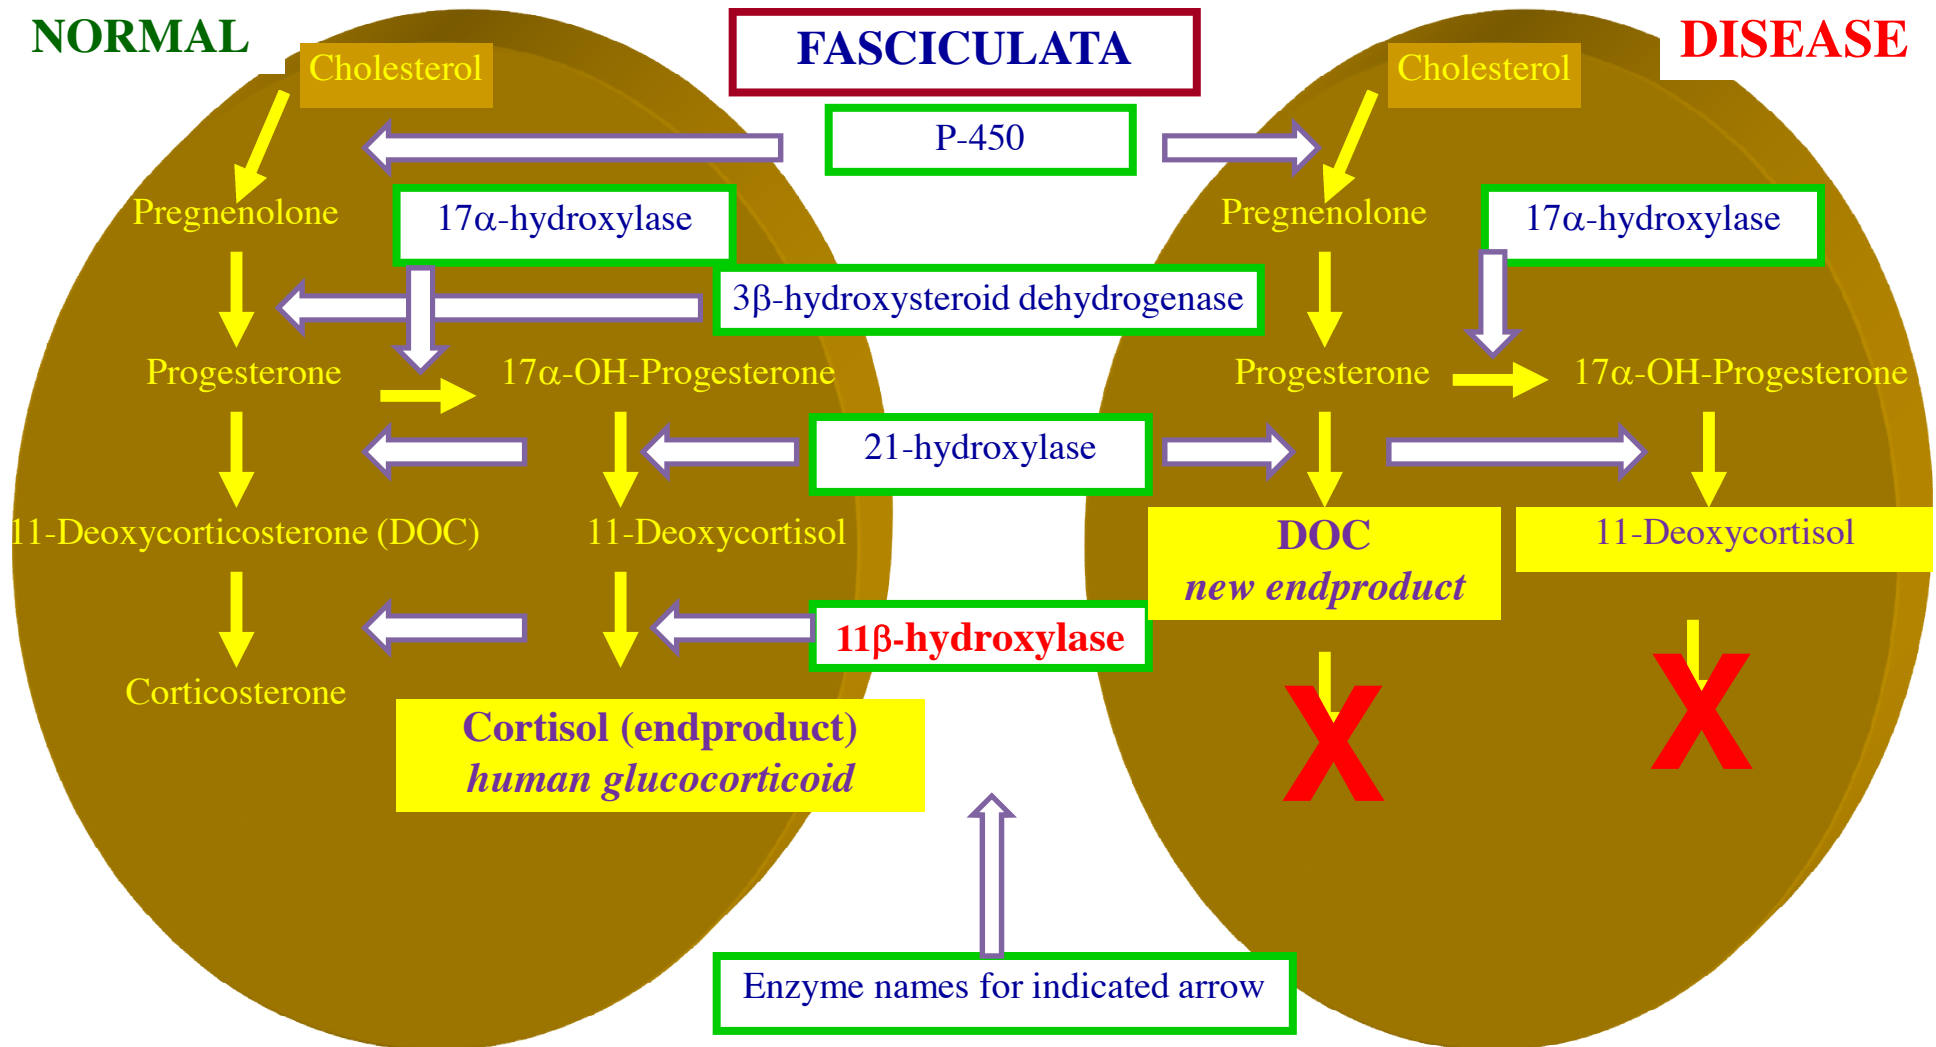 NORMAL
FASCICULATA
DISEASE
Cholesterol
Cholesterol
P-450
Pregnenolone
17α-hydroxylase
Pregnenolone
17α-hydroxylase
3β-hydroxysteroid dehydrogenase
Progesterone
17α-OH-Progesterone
Progesterone
17α-OH-Progesterone
21-hydroxylase
11-Deoxycorticosterone (DOC)
11-Deoxycortisol
DOC
new endproduct
11-Deoxycortisol
11β-hydroxylase
Corticosterone
Cortisol (endproduct)
human glucocorticoid
X
X
Enzyme names for indicated arrow